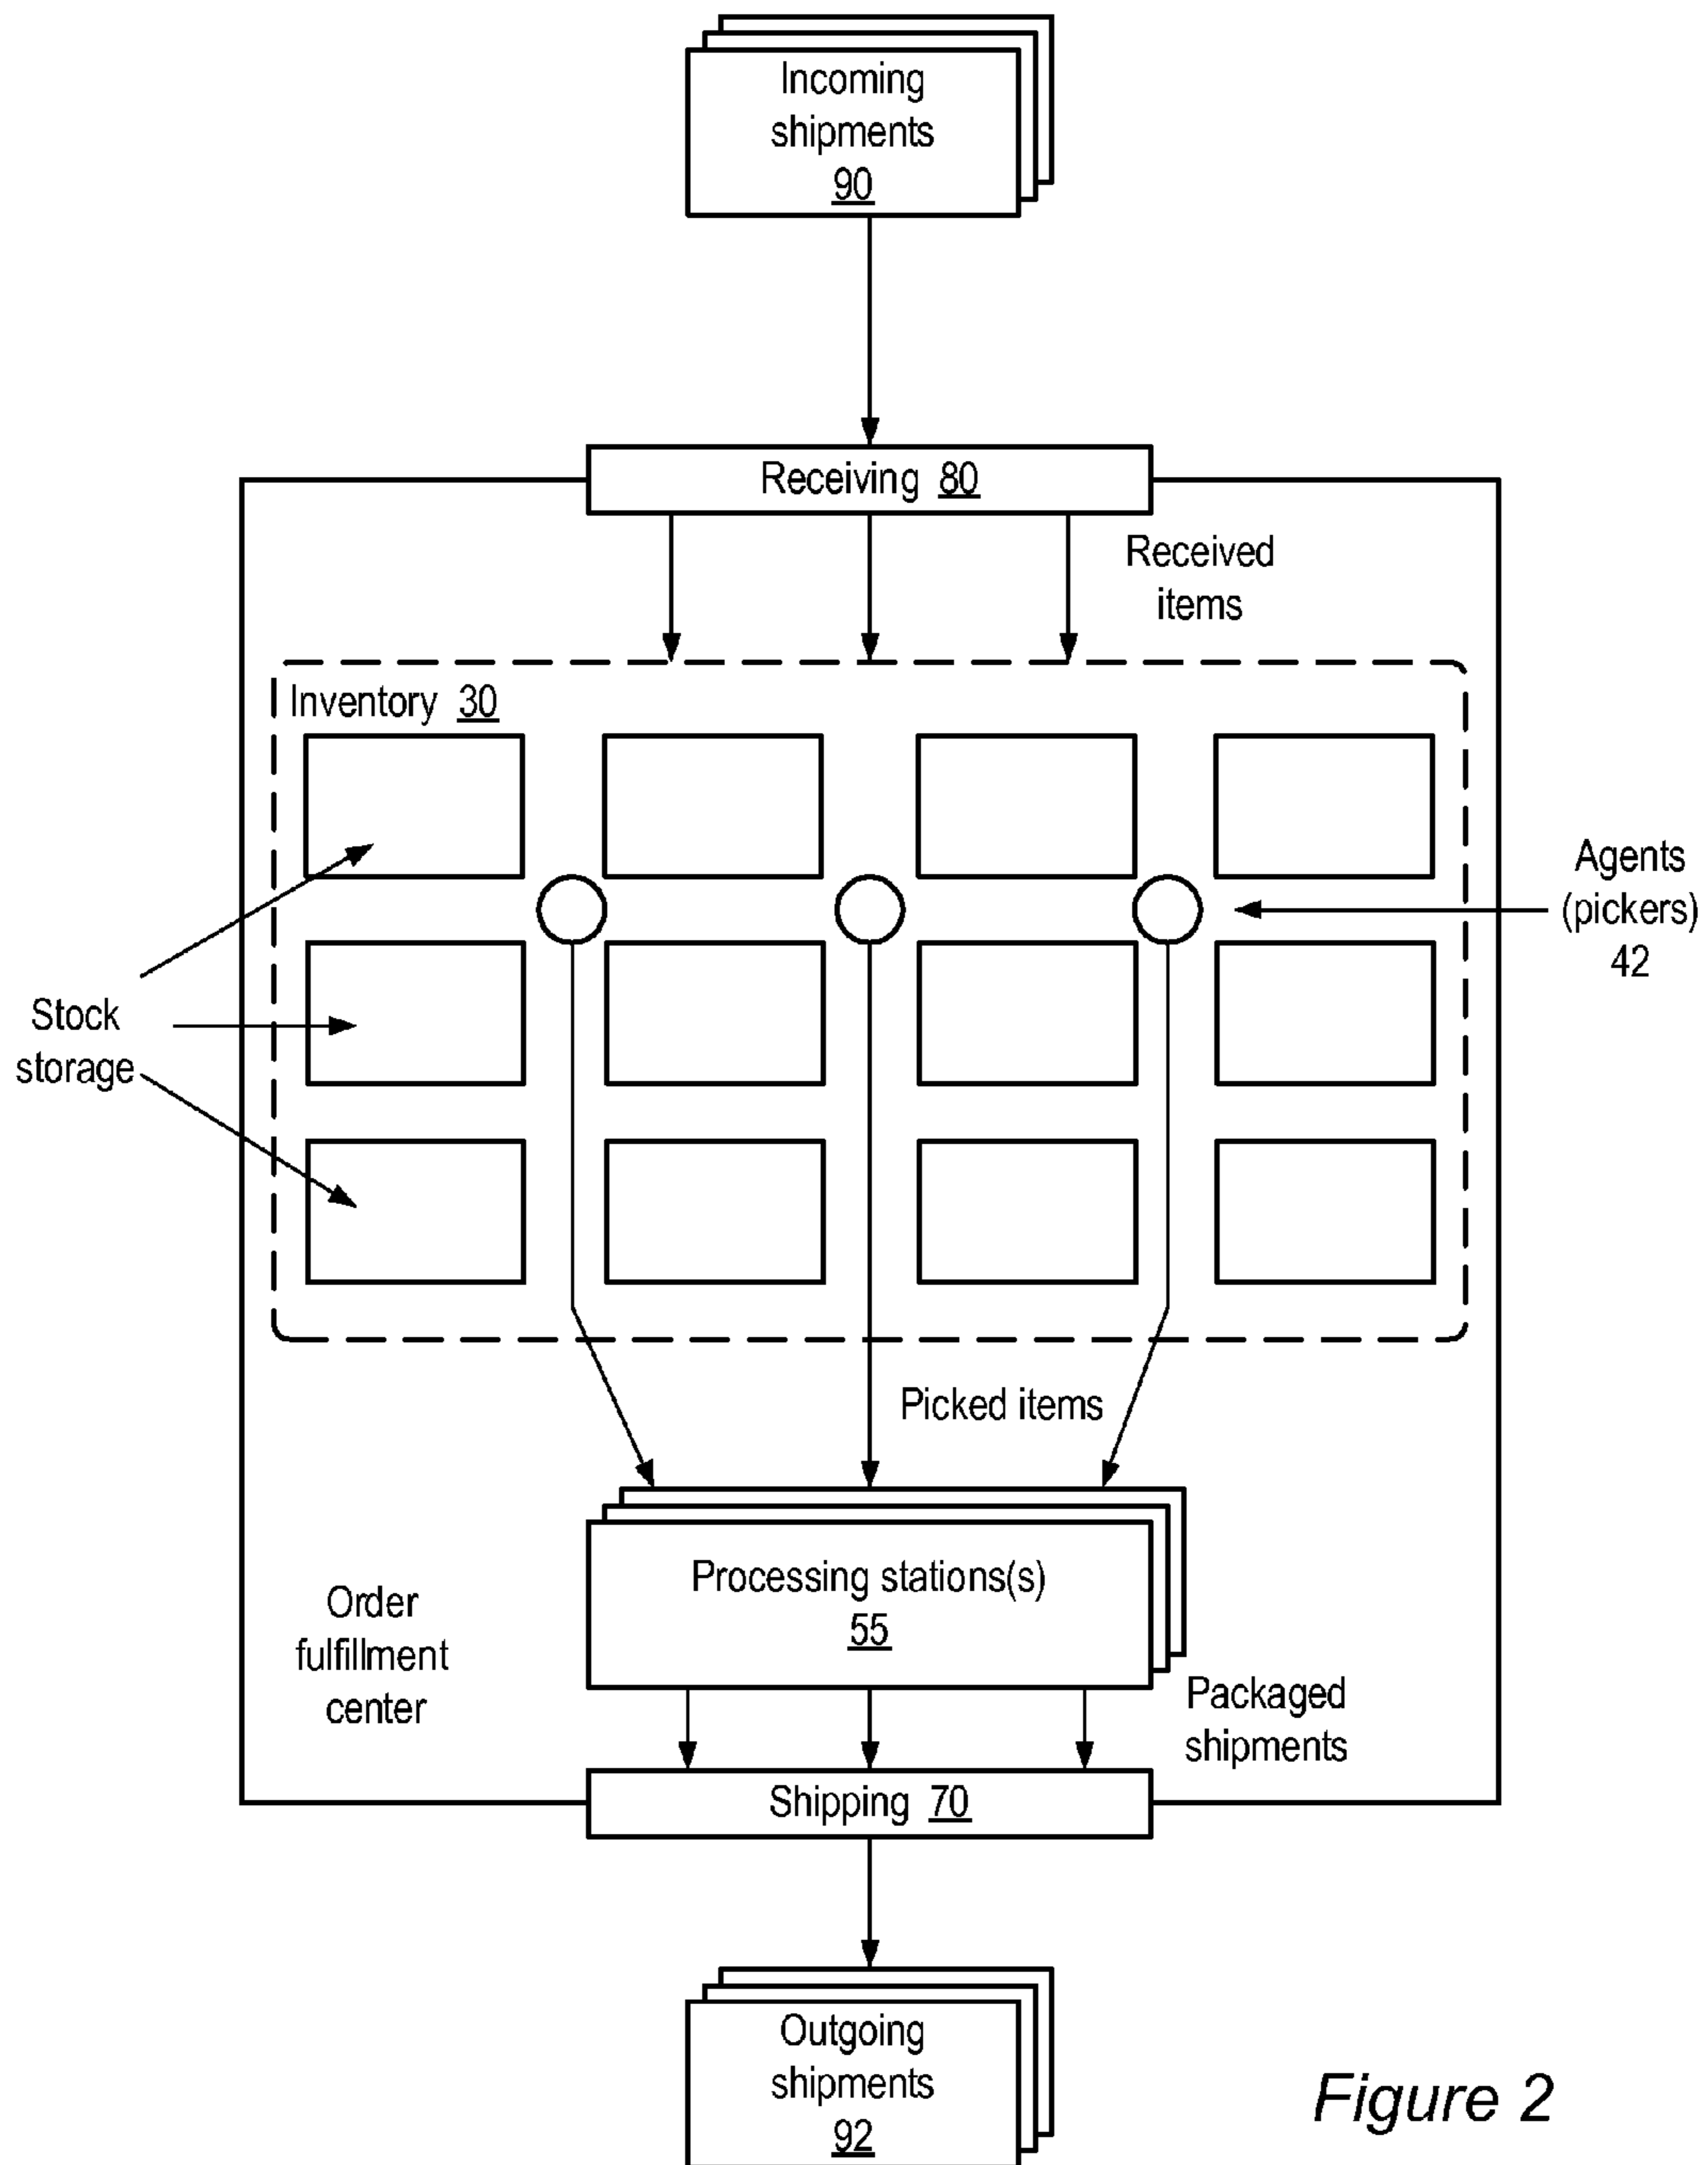 Incoming
shipments
90
Receiving 80
Received
items
Inventory 30
Agents
(pickers)
42
Stock
storage
Picked items
Processing stations(s)
55
Order
fulfillment
center
Packaged
shipments
Shipping 70
Outgoing
shipments
92
Figure 2